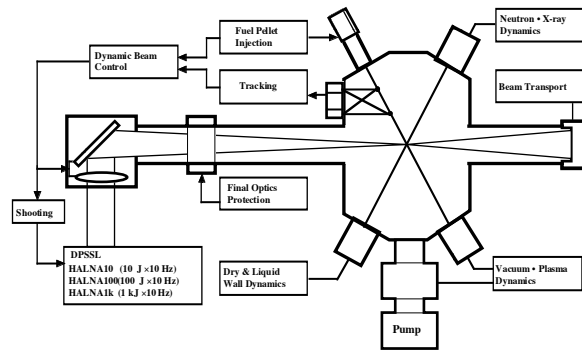 Fuel Pellet
Injection
Neutron • X-ray
Dynamics
Dynamic Beam
Control
Tracking
Beam Transport
Shooting
Final Optics
Protection
DPSSL
HALNA10 (10 J ×10 Hz)
HALNA100(100 J ×10 Hz)
HALNA1k (1 kJ ×10 Hz)
Dry & Liquid
Wall Dynamics
Vacuum • Plasma
Dynamics
Pump